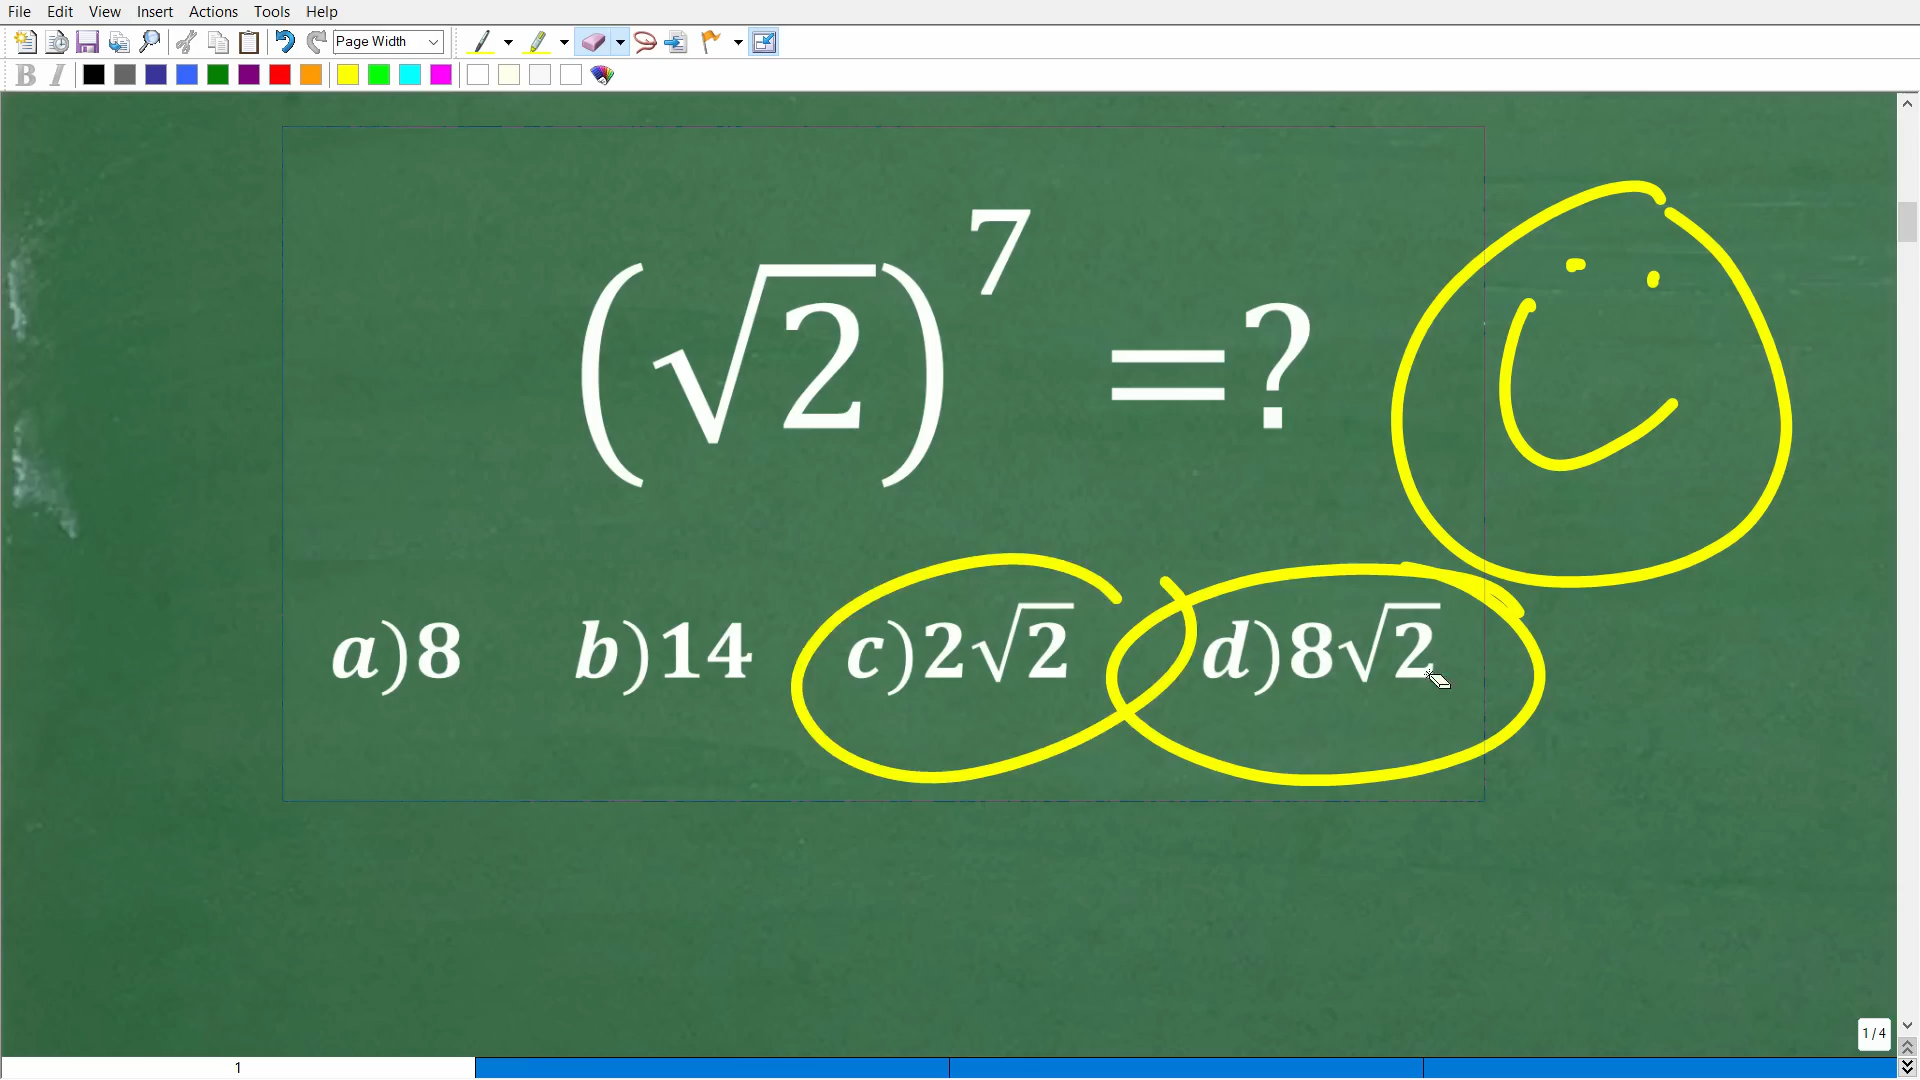 File Edit View Insert Actions Tools Help
Page Width
B I
(√2)^7 =?
a)8 b)14 c)2√2 d)8√2
1 / 4
1